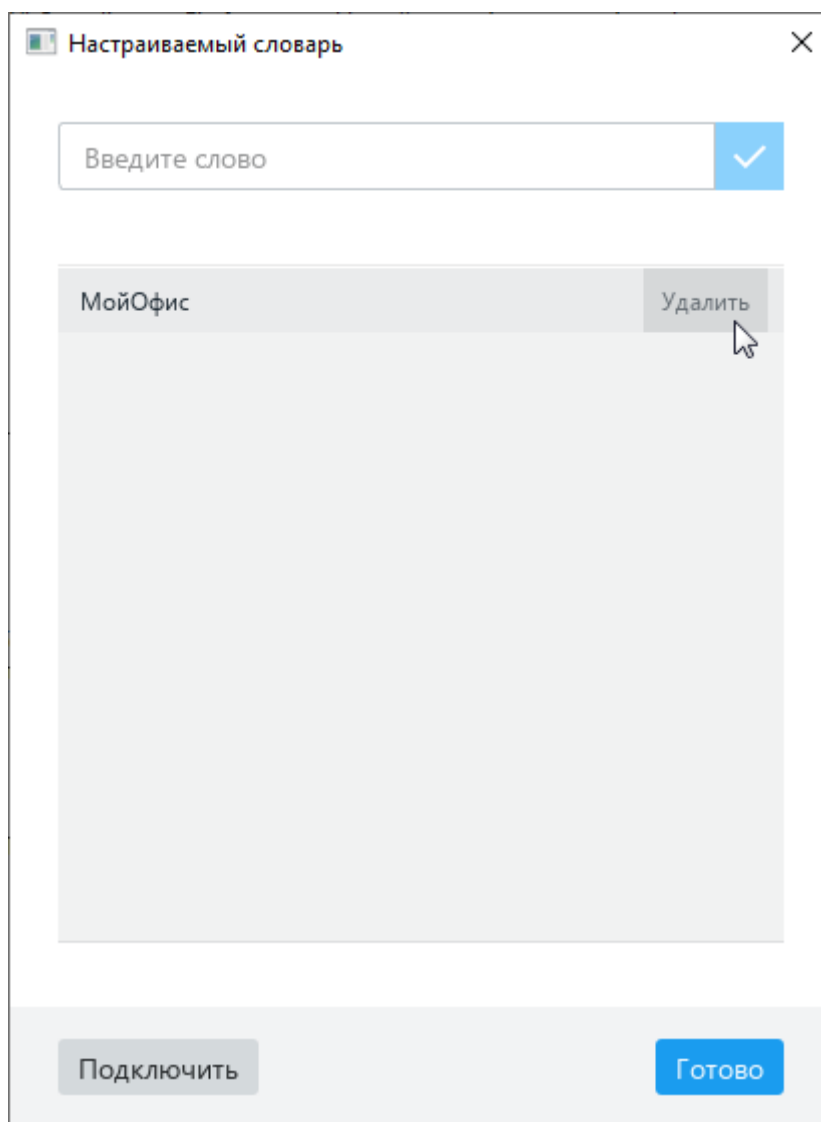 Настраиваемый словарь
Введите слово
МойОфис Удалить
Подключить Готово